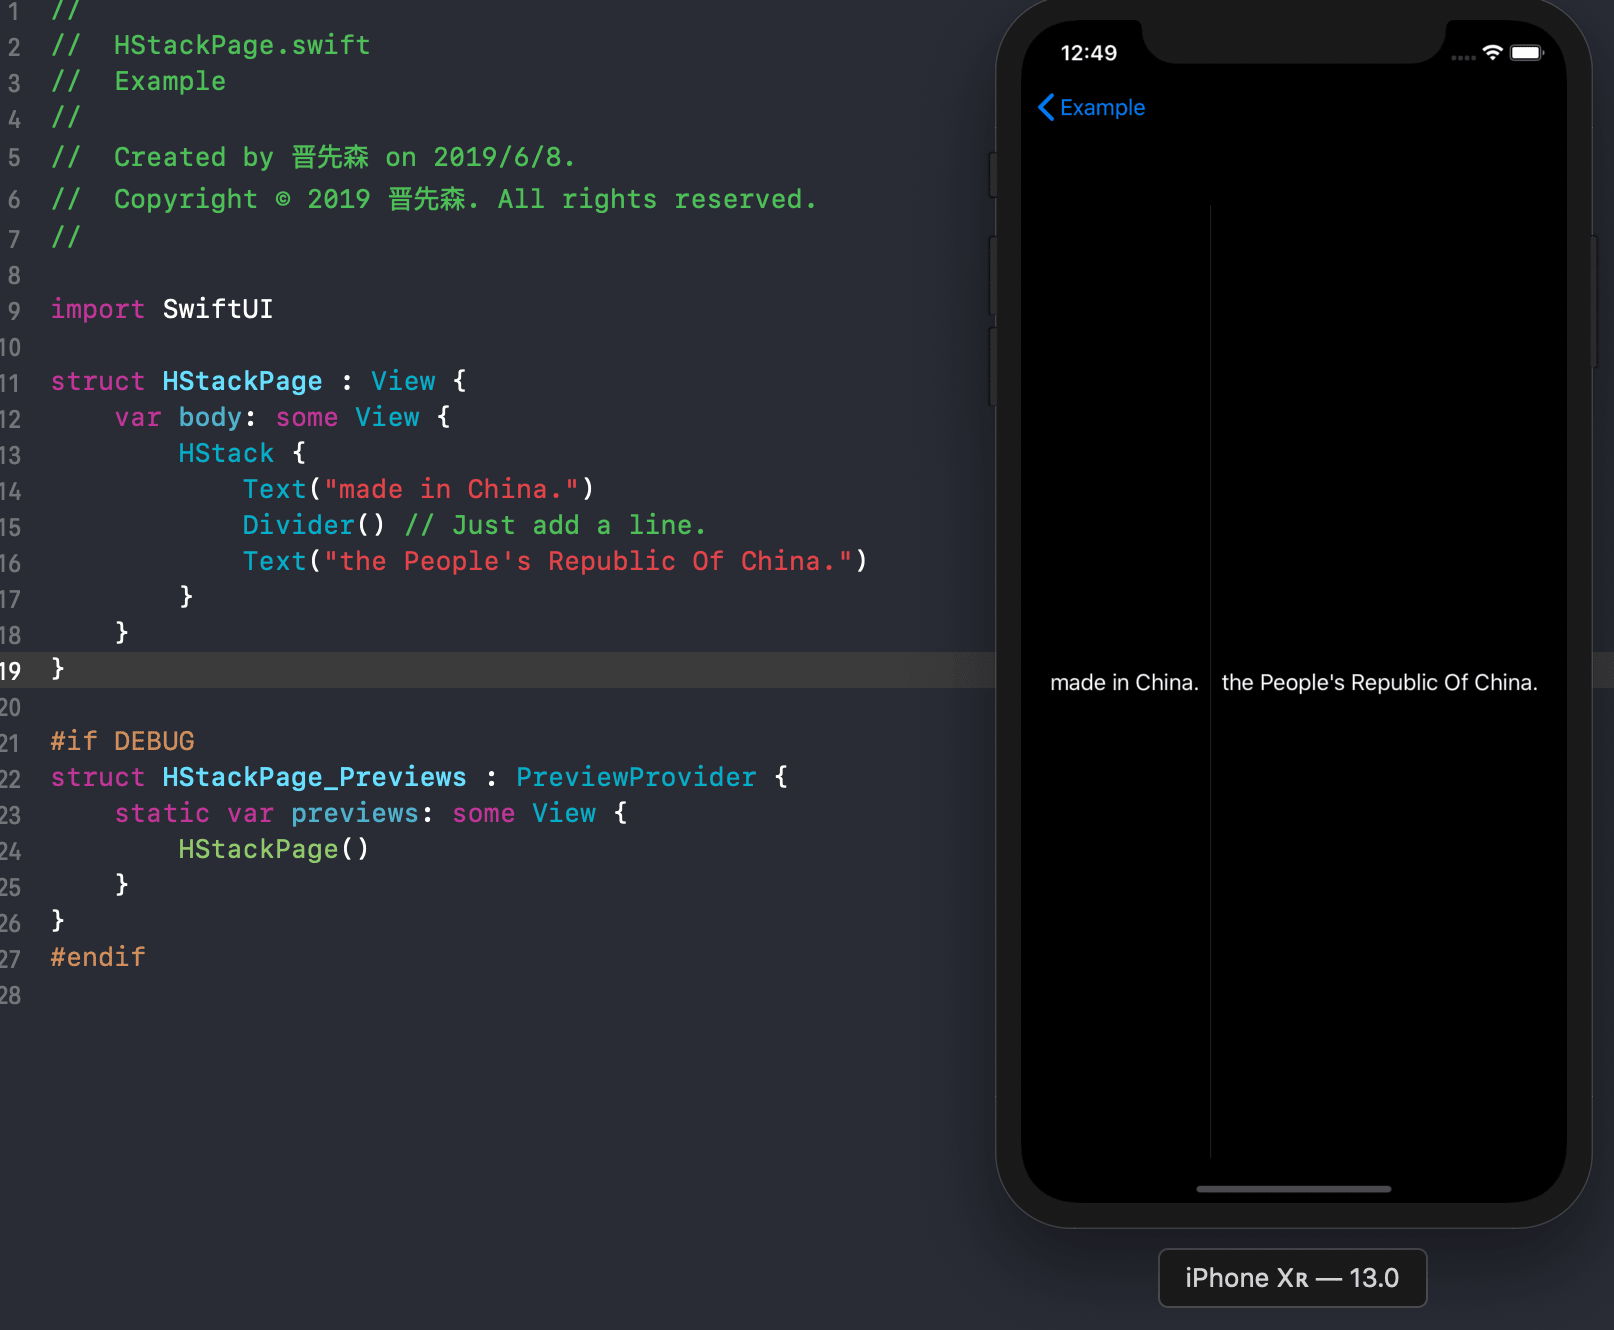 1 //
2 //  HStackPage.swift
3 //  Example
4 //
5 //  Created by 晋先森 on 2019/6/8.
6 //  Copyright © 2019 晋先森. All rights reserved.
7 //
8
9 import SwiftUI
10
11 struct HStackPage : View {
12     var body: some View {
13         HStack {
14             Text("made in China.")
15             Divider() // Just add a line.
16             Text("the People's Republic Of China.")
17         }
18     }
19 }
20
21 #if DEBUG
22 struct HStackPage_Previews : PreviewProvider {
23     static var previews: some View {
24         HStackPage()
25     }
26 }
27 #endif
28
12:49
Example
made in China.
the People's Republic Of China.
iPhone Xʀ — 13.0